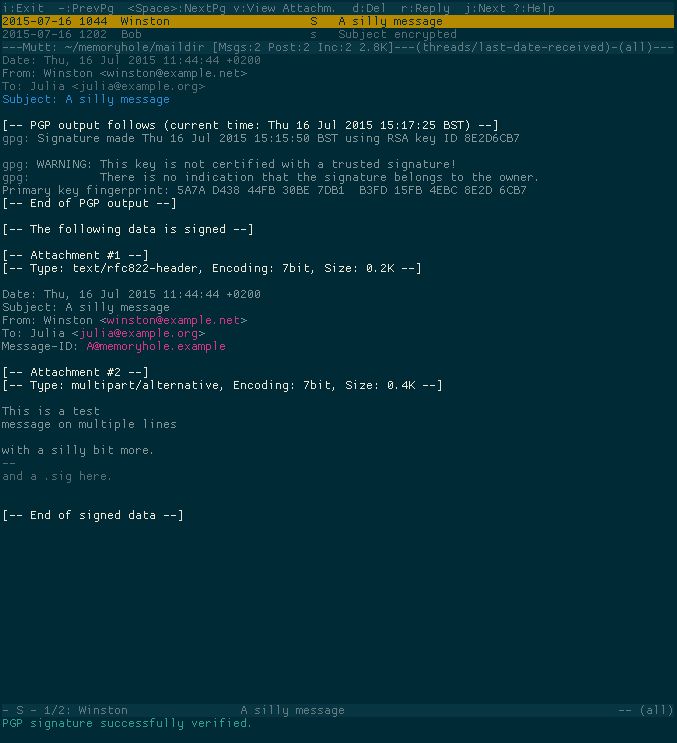 i:Exit  -:PrevPg  <Space>:NextPg v:View Attachm.  d:Del  r:Reply  j:Next ?:Help
2015-07-16 1044  Winston                   S   A silly message
2015-07-16 1202  Bob                       s   Subject encrypted
---Mutt: ~/memoryhole/maildir [Msgs:2 Post:2 Inc:2 2.8K]---(threads/last-date-received)-(all)---
Date: Thu, 16 Jul 2015 11:44:44 +0200
From: Winston <winston@example.net>
To: Julia <julia@example.org>
Subject: A silly message
[-- PGP output follows (current time: Thu 16 Jul 2015 15:17:25 BST) --]
gpg: Signature made Thu 16 Jul 2015 15:15:50 BST using RSA key ID 8E2D6CB7
gpg: WARNING: This key is not certified with a trusted signature!
gpg:          There is no indication that the signature belongs to the owner.
Primary key fingerprint: 5A7A D438 44FB 30BE 7DB1  B3FD 15FB 4EBC 8E2D 6CB7
[-- End of PGP output --]
[-- The following data is signed --]
[-- Attachment #1 --]
[-- Type: text/rfc822-header, Encoding: 7bit, Size: 0.2K --]
Date: Thu, 16 Jul 2015 11:44:44 +0200
Subject: A silly message
From: Winston <winston@example.net>
To: Julia <julia@example.org>
Message-ID: A@memoryhole.example
[-- Attachment #2 --]
[-- Type: multipart/alternative, Encoding: 7bit, Size: 0.4K --]
This is a test
message on multiple lines
with a silly bit more.
--
and a .sig here.
[-- End of signed data --]
- S - 1/2: Winston                A silly message                                       -- (all)
PGP signature successfully verified.